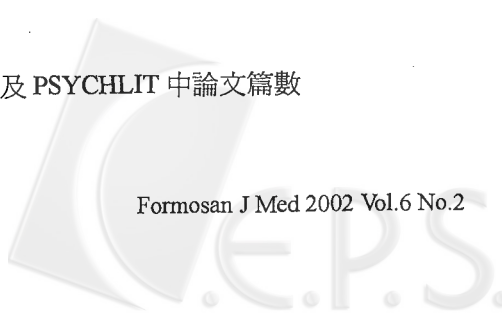 及 PSYCHLIT 中論文篇數
Formosan J Med 2002 Vol.6 No.2
C.E.P.S.